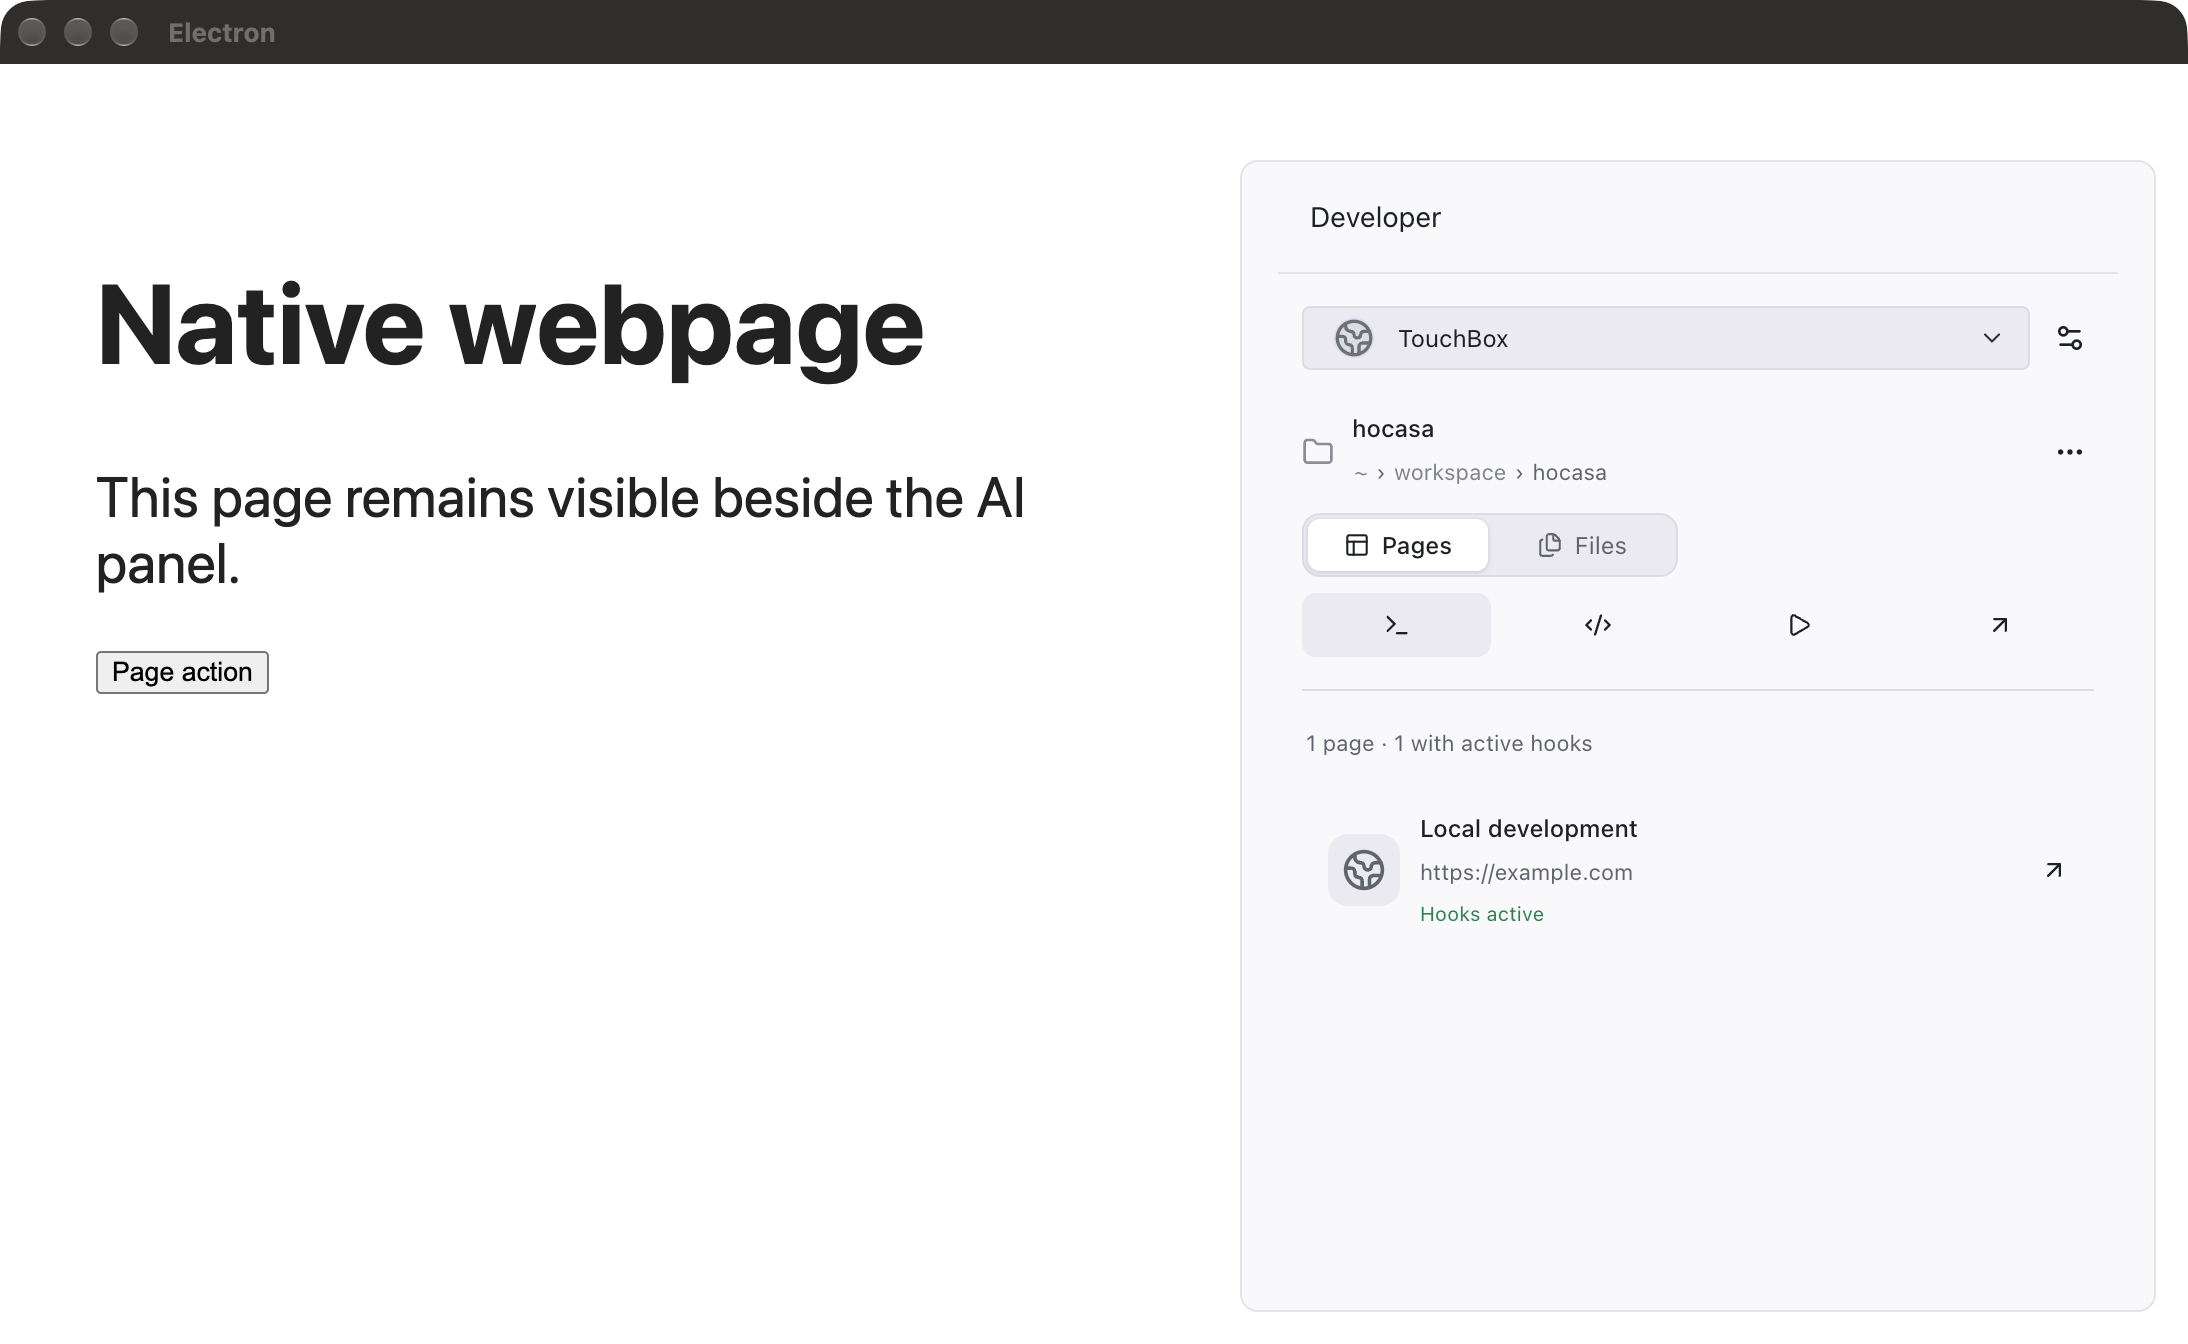 Electron
Native webpage
This page remains visible beside the AI
panel.
Page action
Developer
TouchBox
hocasa
~ › workspace › hocasa
Pages
Files
1 page · 1 with active hooks
Local development
https://example.com
Hooks active